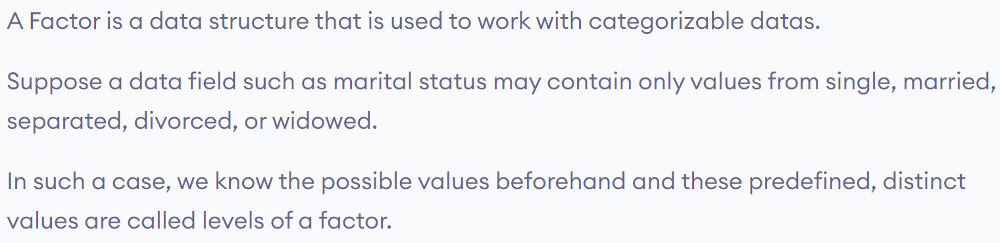 A Factor is a data structure that is used to work with categorizable datas.
Suppose a data field such as marital status may contain only values from single, married,
separated, divorced, or widowed.
In such a case, we know the possible values beforehand and these predefined, distinct
values are called levels of a factor.